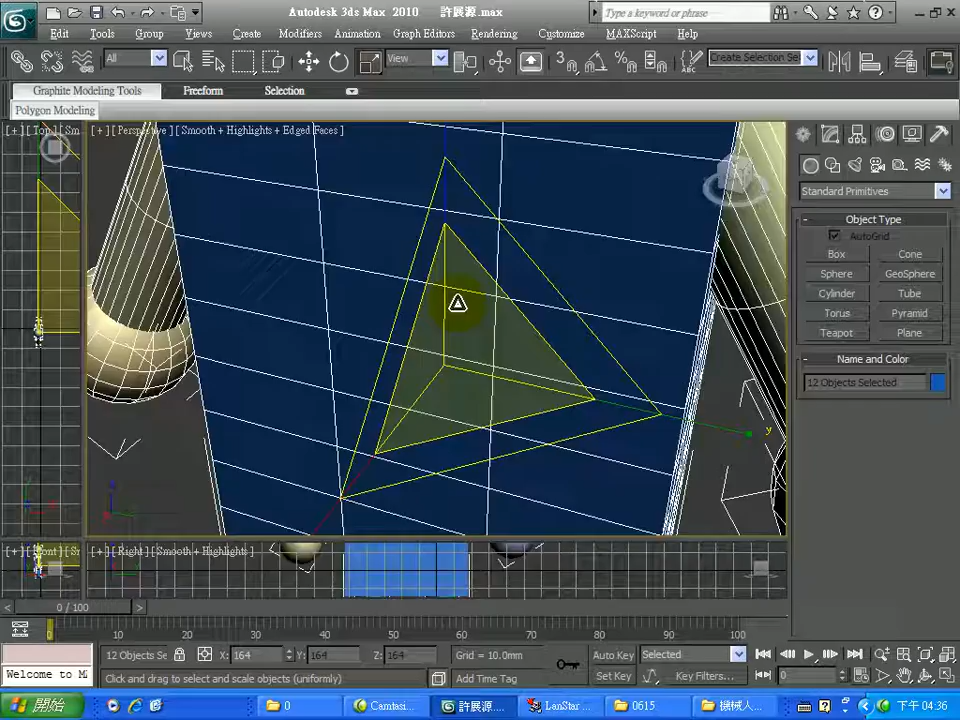 Autodesk 3ds Max 2010 許展源.max
Type a keyword or phrase
Edit Tools Group Views Create Modifiers Animation Graph Editors Rendering Customize MAXScript Help
All View 3 Create Selection Se
Graphite Modeling Tools Freeform Selection
Polygon Modeling
[+][Top][Sm
[+][Perspective][Smooth + Highlights + Edged Faces]
y
Standard Primitives
- Object Type
AutoGrid
Box Cone
Sphere GeoSphere
Cylinder Tube
Torus Pyramid
Teapot Plane
- Name and Color
12 Objects Selected
[+][Right][Smooth + Highlights]
< 0 / 100 >
0 10 20 30 40 50 60 70 80 90 100
12 Objects Se X: 164 Y: 164 Z: 164 Grid = 10.0mm Auto Key Selected
Welcome to M Click and drag to select and scale objects (uniformly) Add Time Tag Set Key Key Filters... 0
開始 0 Camtasi... 許展源.... LanStar ... 0615 機械人... 下午 04:36